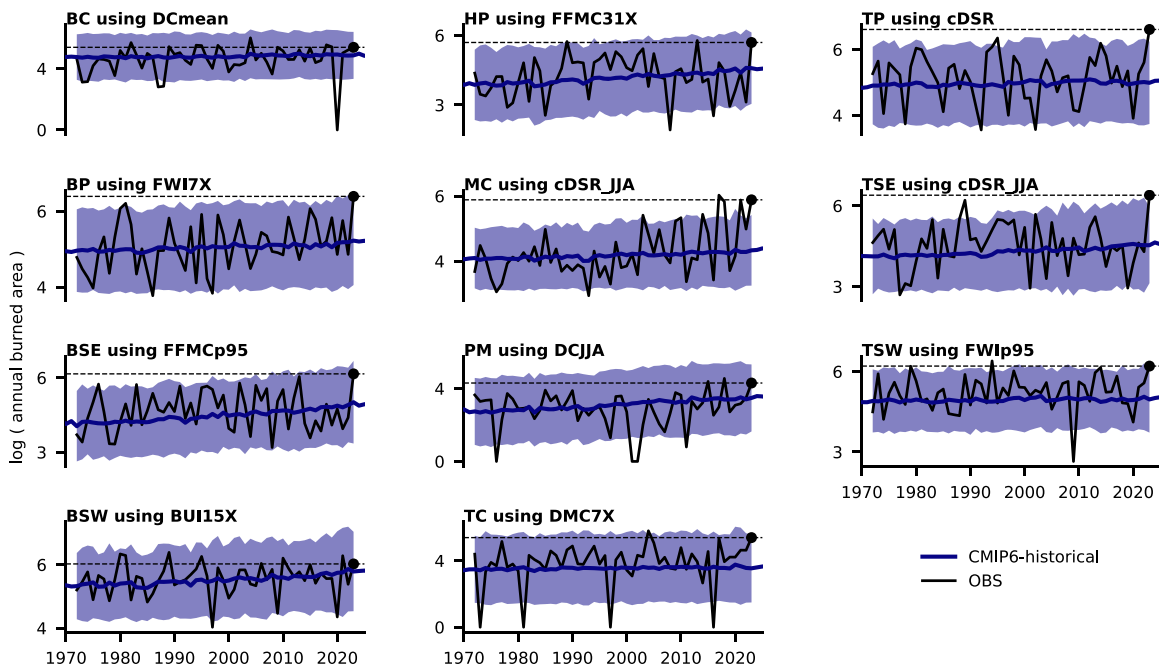 BC using DCmean
4
0
HP using FFMC31X
6
3
TP using cDSR
6
4
BP using FWI7X
6
4
MC using cDSR_JJA
6
4
TSE using cDSR_JJA
6
3
log ( annual burned area )
BSE using FFMCp95
6
3
PM using DCJJA
4
0
TSW using FWIp95
6
3
1970 1980 1990 2000 2010 2020
BSW using BUI15X
6
4
1970 1980 1990 2000 2010 2020
TC using DMC7X
4
0
1970 1980 1990 2000 2010 2020
CMIP6-historical
OBS